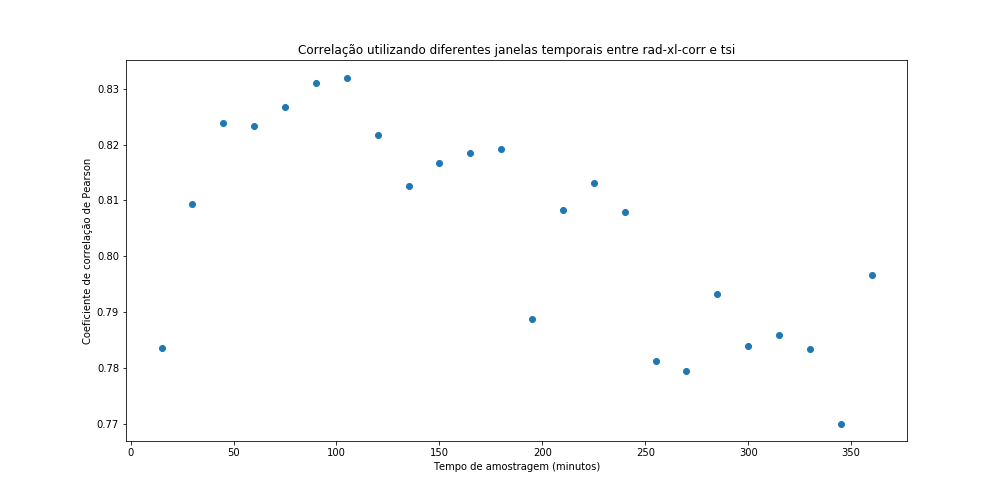 Correlação utilizando diferentes janelas temporais entre rad-xl-corr e tsi
Coeficiente de correlação de Pearson
0.83
0.82
0.81
0.80
0.79
0.78
0.77
0 50 100 150 200 250 300 350
Tempo de amostragem (minutos)